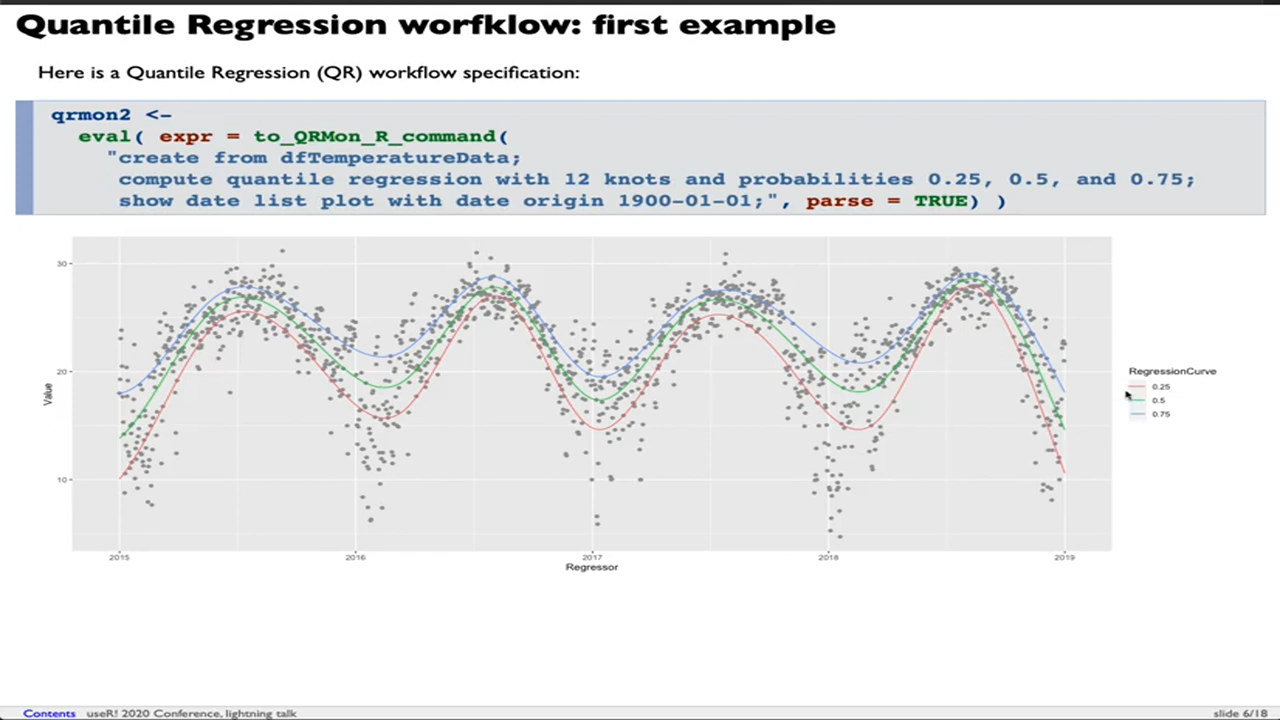 Quantile Regression worfklow: first example
Here is a Quantile Regression (QR) workflow specification:
qrmon2 <-
eval( expr = to_QRMon_R_command(
"create from dfTemperatureData;
compute quantile regression with 12 knots and probabilities 0.25, 0.5, and 0.75;
show date list plot with date origin 1900-01-01;", parse = TRUE) )
30
20
10
Value
2015 2016 2017 2018 2019
Regressor
RegressionCurve
0.25
0.5
0.75
Contents useR! 2020 Conference, lightning talk slide 6/18